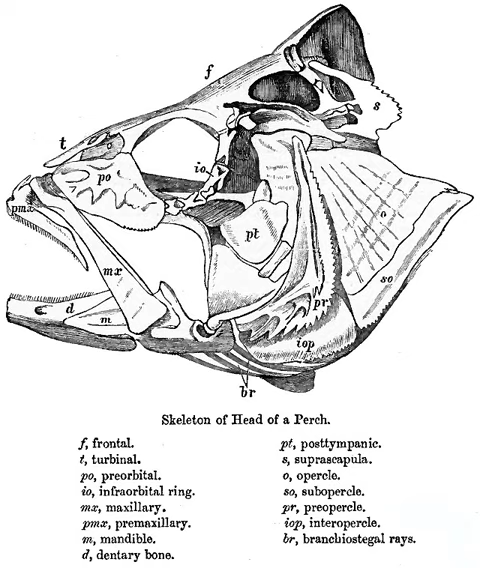 f
s
t
o
po
io
pmx
pt
o
mx
so
d
m
pr
iop
br
Skeleton of Head of a Perch.
f, frontal.
t, turbinal.
po, preorbital.
io, infraorbital ring.
mx, maxillary.
pmx, premaxillary.
m, mandible.
d, dentary bone.
pt, posttympanic.
s, suprascapula.
o, opercle.
so, subopercle.
pr, preopercle.
iop, interopercle.
br, branchiostegal rays.